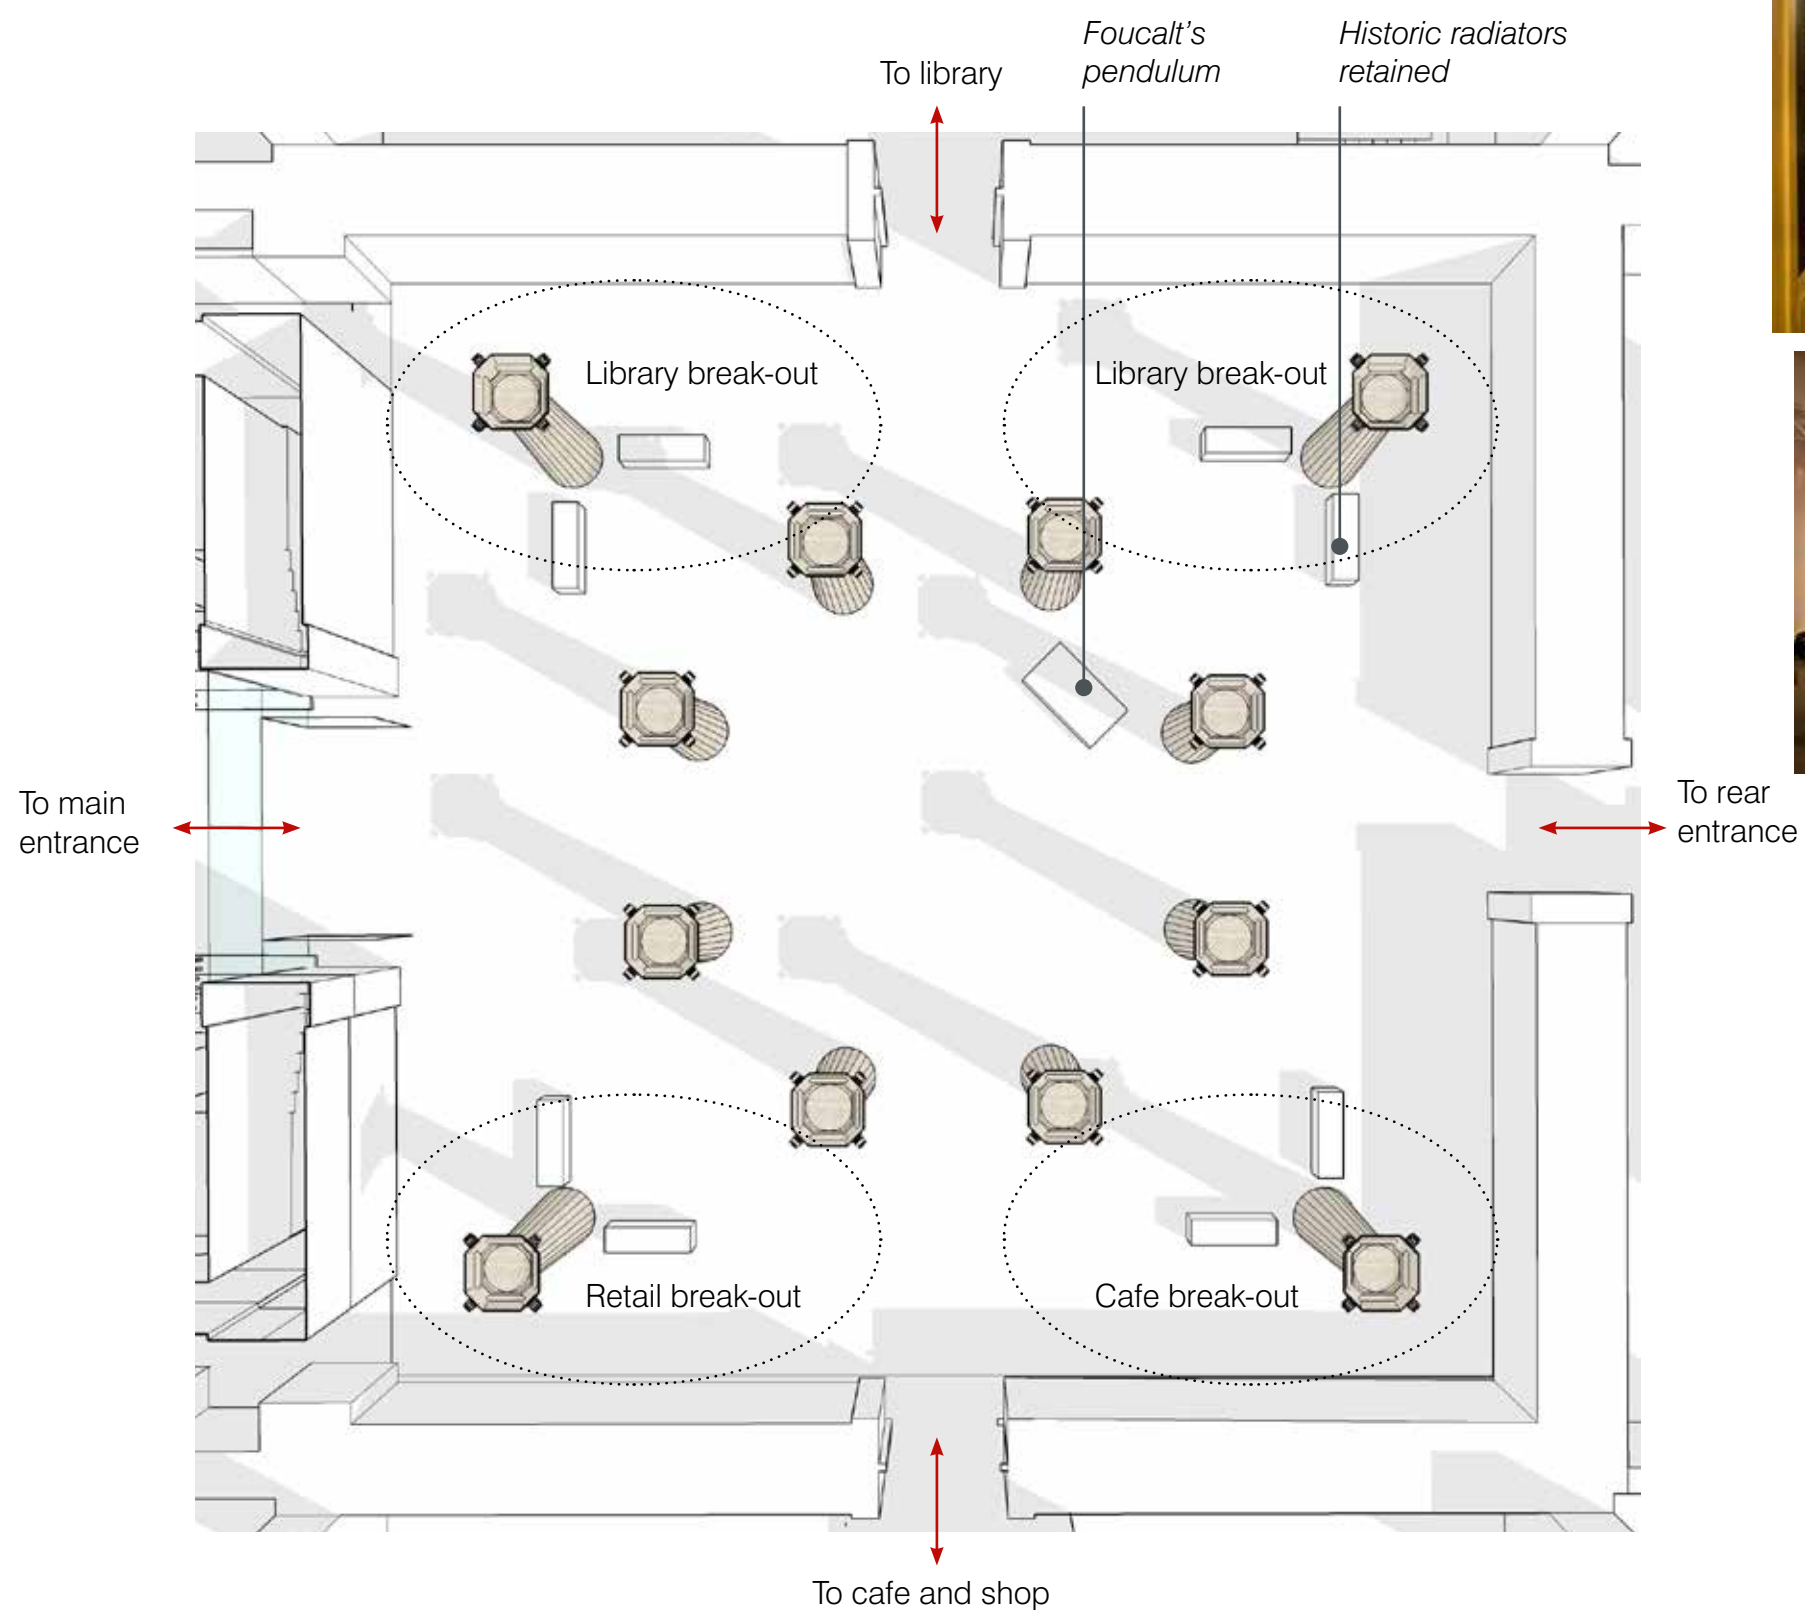 Foucalt's
pendulum
Historic radiators
retained
To library
Library break-out
Library break-out
To main
entrance
To rear
entrance
Retail break-out
Cafe break-out
To cafe and shop